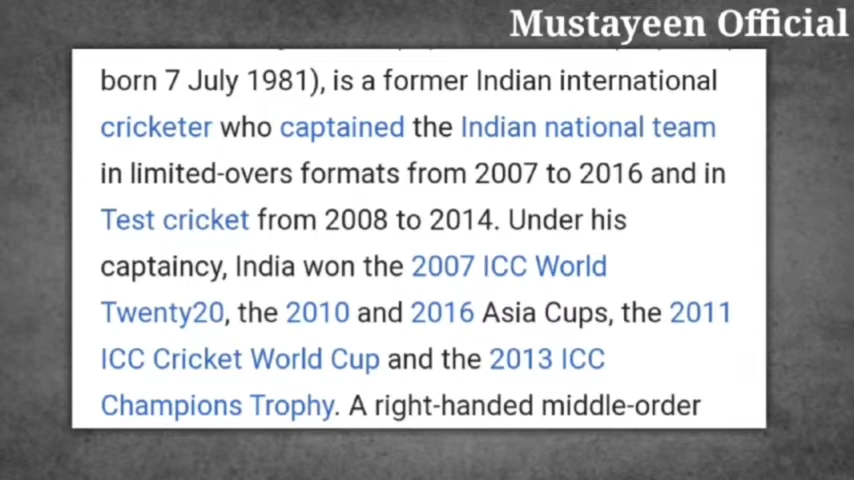 Mustayeen Official
born 7 July 1981), is a former Indian international
cricketer who captained the Indian national team
in limited-overs formats from 2007 to 2016 and in
Test cricket from 2008 to 2014. Under his
captaincy, India won the 2007 ICC World
Twenty20, the 2010 and 2016 Asia Cups, the 2011
ICC Cricket World Cup and the 2013 ICC
Champions Trophy. A right-handed middle-order